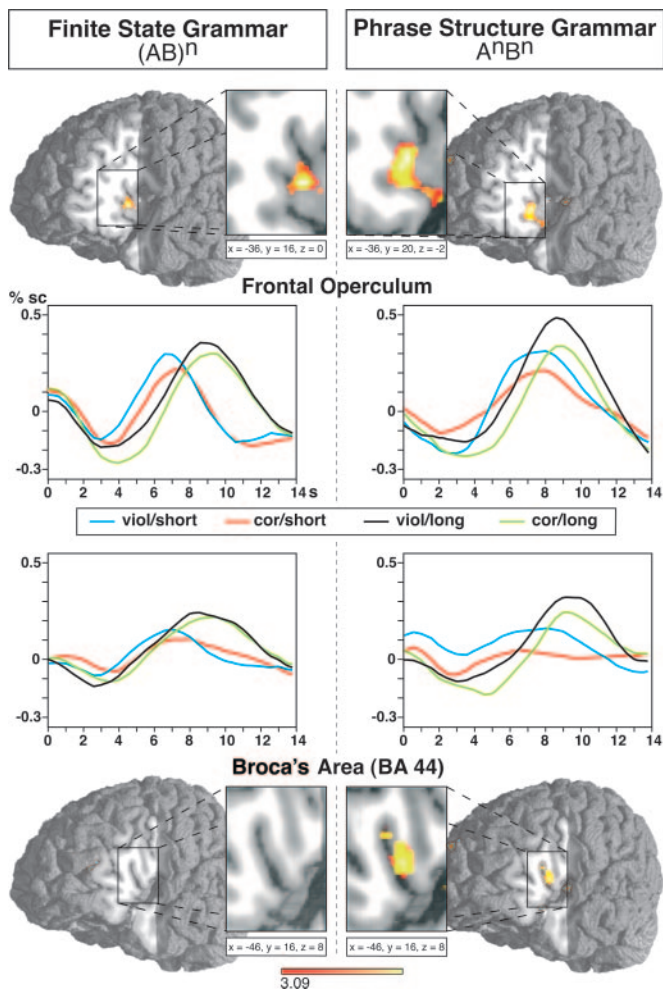 Finite State Grammar
(AB)ⁿ
Phrase Structure Grammar
AⁿBⁿ
x = -36, y = 16, z = 0
x = -36, y = 20, z = -2
Frontal Operculum
% sc
0.5
0
-0.3
0 2 4 6 8 10 12 14 s
0.5
0
-0.3
0 2 4 6 8 10 12 14
viol/short cor/short viol/long cor/long
0.5
0
-0.3
0 2 4 6 8 10 12 14
0.5
0
-0.3
0 2 4 6 8 10 12 14
Broca's Area (BA 44)
x = -46, y = 16, z = 8
x = -46, y = 16, z = 8
3.09